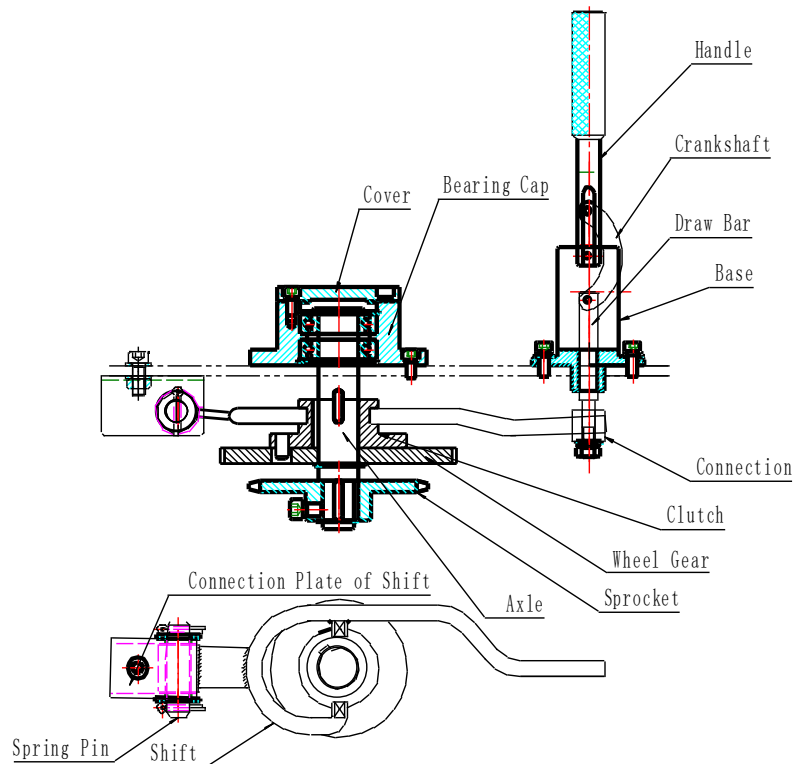 Handle
Crankshaft
Cover
Bearing Cap
Draw Bar
Base
Connection
Clutch
Wheel Gear
Connection Plate of Shift
Axle
Sprocket
Spring Pin
Shift